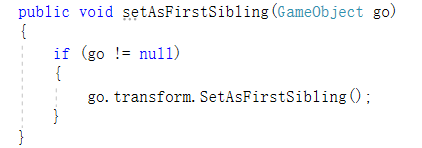 public void setAsFirstSibling(GameObject go)
{
    if (go != null)
    {
        go.transform.SetAsFirstSibling();
    }
}